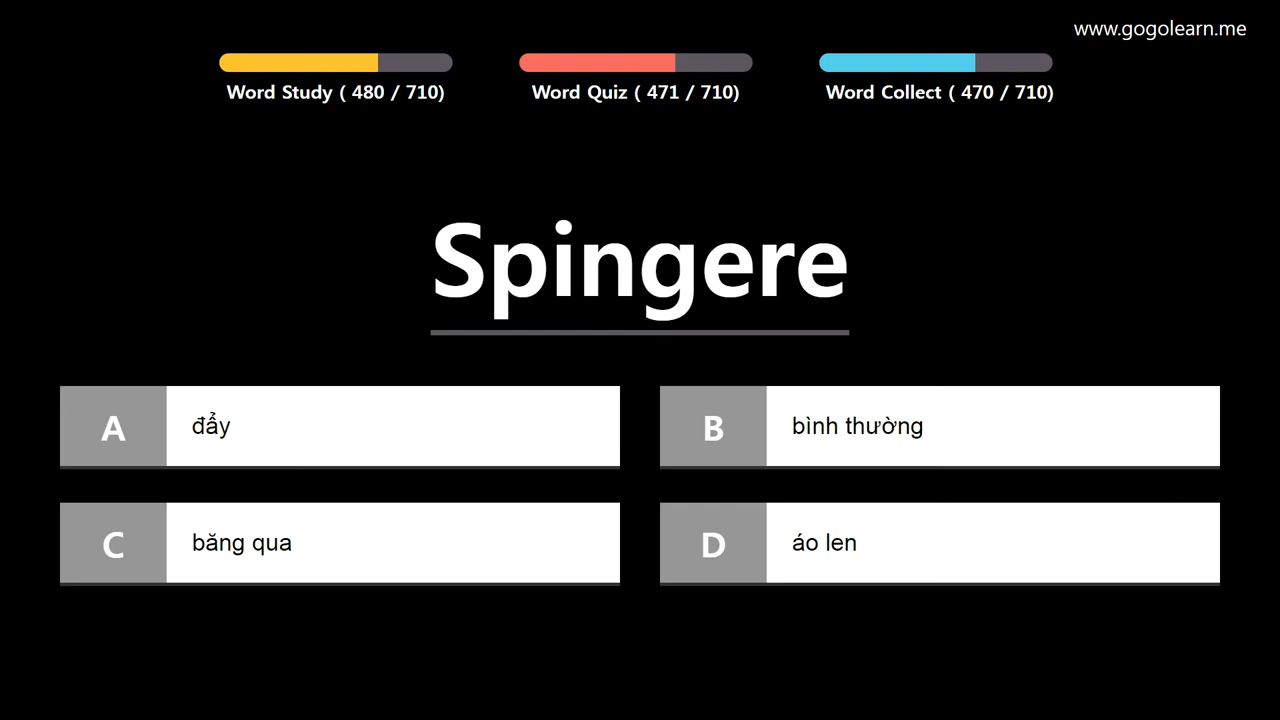 www.gogolearn.me
Word Study ( 480 / 710)
Word Quiz ( 471 / 710)
Word Collect ( 470 / 710)
Spingere
A
đẩy
B
bình thường
C
băng qua
D
áo len